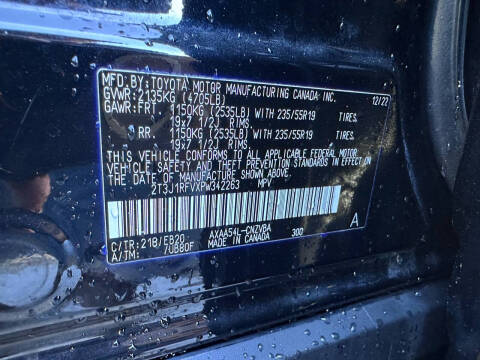 MFD.BY:TOYOTA MOTOR MANUFACTURING CANADA, INC.
GVWR: 2135KG (4705LB) 12/22
GAWR:FRT 1150KG (2535LB) WITH 235/55R19 TIRES,
19x7 1/2J RIMS.
RR 1150KG (2535LB) WITH 235/55R19 TIRES,
19x7 1/2J RIMS.
THIS VEHICLE CONFORMS TO ALL APPLICABLE FEDERAL MOTOR
VEHICLE SAFETY AND THEFT PREVENTION STANDARDS IN EFFECT ON
THE DATE OF MANUFACTURE SHOWN ABOVE.
2T3J1RFVXPW342263 MPV
C/TR:218/EB20 AXAA54L-CNZVBA 300 A
A/TM: /UB80F MADE IN CANADA